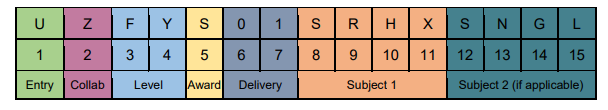 U Z F Y S 0 1 S R H X S N G L
1 2 3 4 5 6 7 8 9 10 11 12 13 14 15
Entry Collab Level Award Delivery Subject 1 Subject 2 (if applicable)